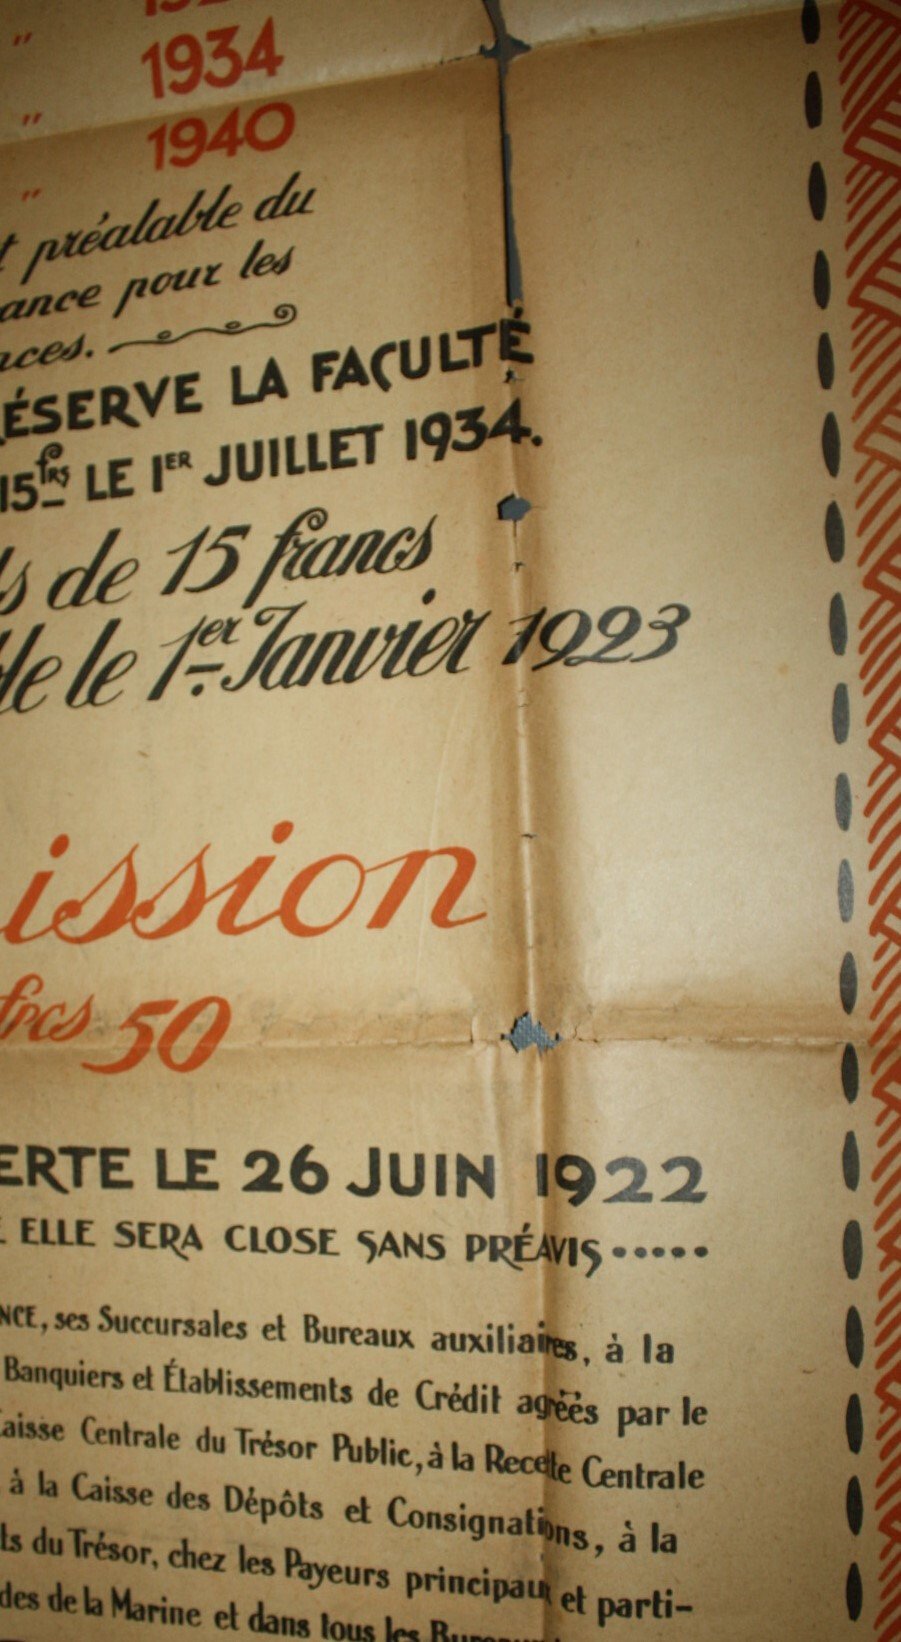 "
1934
"
1940
"
préalable du
ance pour les
nces.
RÉSERVE LA FACULTÉ
15frs LE 1ER JUILLET 1934.
ls de 15 francs
le le 1er Janvier 1923
ission
frcs 50
ERTE LE 26 JUIN 1922
E ELLE SERA CLOSE SANS PRÉAVIS •••••
NCE, ses Succursales et Bureaux auxiliaires, à la
Banquiers et Établissements de Crédit agréés par le
Caisse Centrale du Trésor Public, à la Recette Centrale
à la Caisse des Dépôts et Consignations, à la
ts du Trésor, chez les Payeurs principaux et parti-
des de la Marine et dans tous les